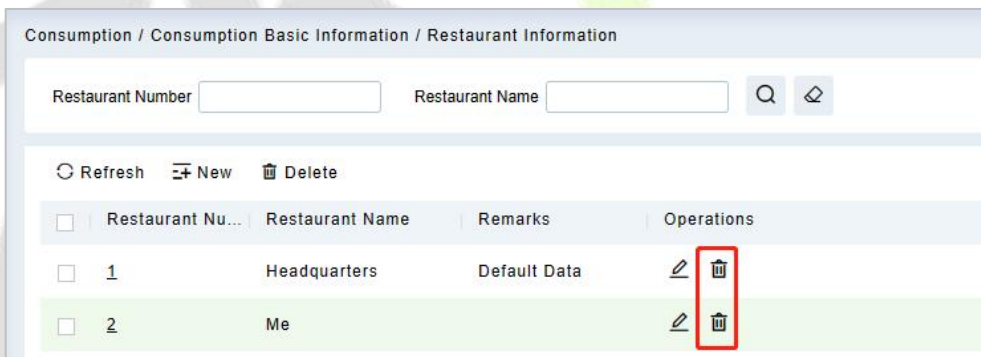 Consumption / Consumption Basic Information / Restaurant Information
Restaurant Number Restaurant Name
Refresh New Delete
Restaurant Nu... Restaurant Name Remarks Operations
1 Headquarters Default Data
2 Me